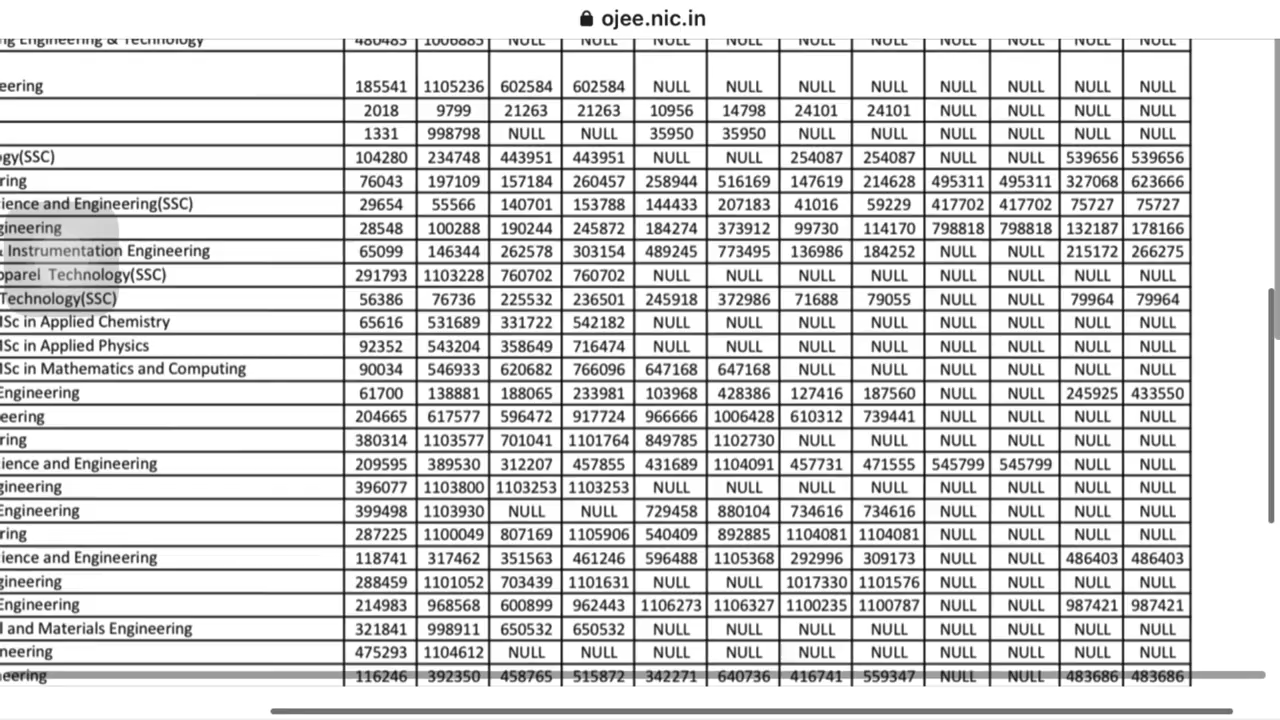 ojee.nic.in
ng Engineering & Technology 480483 1006885 NULL NULL NULL NULL NULL NULL NULL NULL NULL NULL
eering 185541 1105236 602584 602584 NULL NULL NULL NULL NULL NULL NULL NULL
2018 9799 21263 21263 10956 14798 24101 24101 NULL NULL NULL NULL
1331 998798 NULL NULL 35950 35950 NULL NULL NULL NULL NULL NULL
ogy(SSC) 104280 234748 443951 443951 NULL NULL 254087 254087 NULL NULL 539656 539656
ring 76043 197109 157184 260457 258944 516169 147619 214628 495311 495311 327068 623666
ience and Engineering(SSC) 29654 55566 140701 153788 144433 207183 41016 59229 417702 417702 75727 75727
gineering 28548 100288 190244 245872 184274 373912 99730 114170 798818 798818 132187 178166
& Instrumentation Engineering 65099 146344 262578 303154 489245 773495 136986 184252 NULL NULL 215172 266275
pparel Technology(SSC) 291793 1103228 760702 760702 NULL NULL NULL NULL NULL NULL NULL NULL
Technology(SSC) 56386 76736 225532 236501 245918 372986 71688 79055 NULL NULL 79964 79964
MSc in Applied Chemistry 65616 531689 331722 542182 NULL NULL NULL NULL NULL NULL NULL NULL
MSc in Applied Physics 92352 543204 358649 716474 NULL NULL NULL NULL NULL NULL NULL NULL
MSc in Mathematics and Computing 90034 546933 620682 766096 647168 647168 NULL NULL NULL NULL NULL NULL
Engineering 61700 138881 188065 233981 103968 428386 127416 187560 NULL NULL 245925 433550
eering 204665 617577 596472 917724 966666 1006428 610312 739441 NULL NULL NULL NULL
ring 380314 1103577 701041 1101764 849785 1102730 NULL NULL NULL NULL NULL NULL
ience and Engineering 209595 389530 312207 457855 431689 1104091 457731 471555 545799 545799 NULL NULL
gineering 396077 1103800 1103253 1103253 NULL NULL NULL NULL NULL NULL NULL NULL
Engineering 399498 1103930 NULL NULL 729458 880104 734616 734616 NULL NULL NULL NULL
ring 287225 1100049 807169 1105906 540409 892885 1104081 1104081 NULL NULL NULL NULL
ience and Engineering 118741 317462 351563 461246 596488 1105368 292996 309173 NULL NULL 486403 486403
gineering 288459 1101052 703439 1101631 NULL NULL 1017330 1101576 NULL NULL NULL NULL
Engineering 214983 968568 600899 962443 1106273 1106327 1100235 1100787 NULL NULL 987421 987421
l and Materials Engineering 321841 998911 650532 650532 NULL NULL NULL NULL NULL NULL NULL NULL
neering 475293 1104612 NULL NULL NULL NULL NULL NULL NULL NULL NULL NULL
neering 116246 392350 458765 515872 342271 640736 416741 559347 NULL NULL 483686 483686